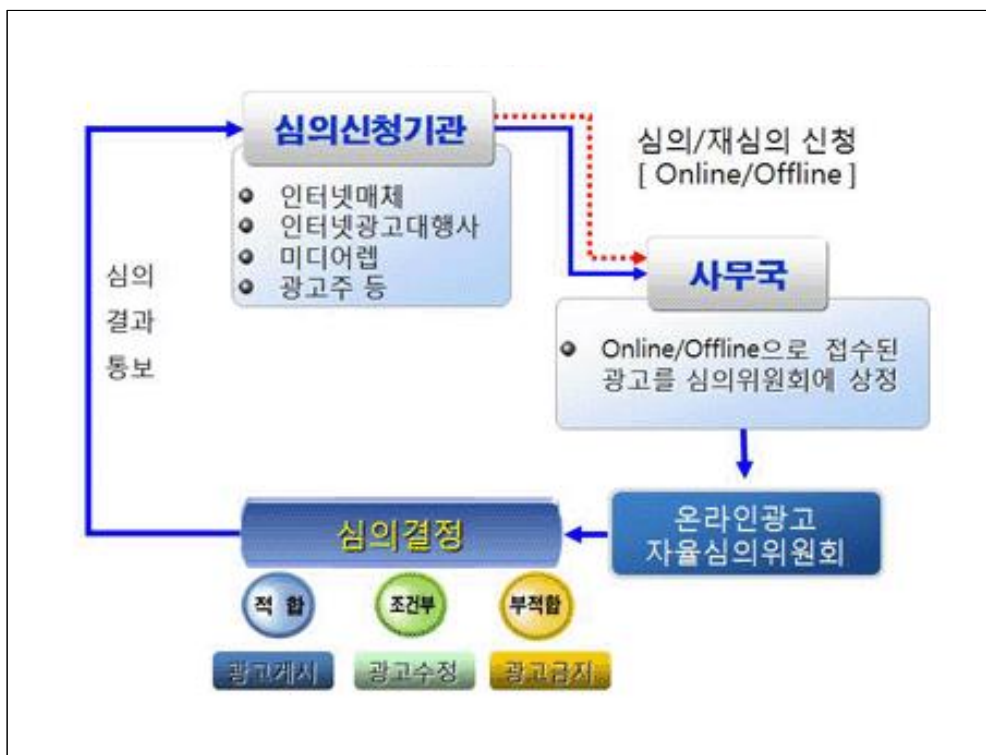 심의신청기관
인터넷매체
인터넷광고대행사
미디어렙
광고주 등
심의/재심의 신청
[ Online/Offline ]
사무국
Online/Offline으로 접수된
광고를 심의위원회에 상정
온라인광고
자율심의위원회
심의결정
적 합
조건부
부적합
광고게시
광고수정
광고금지
심의
결과
통보